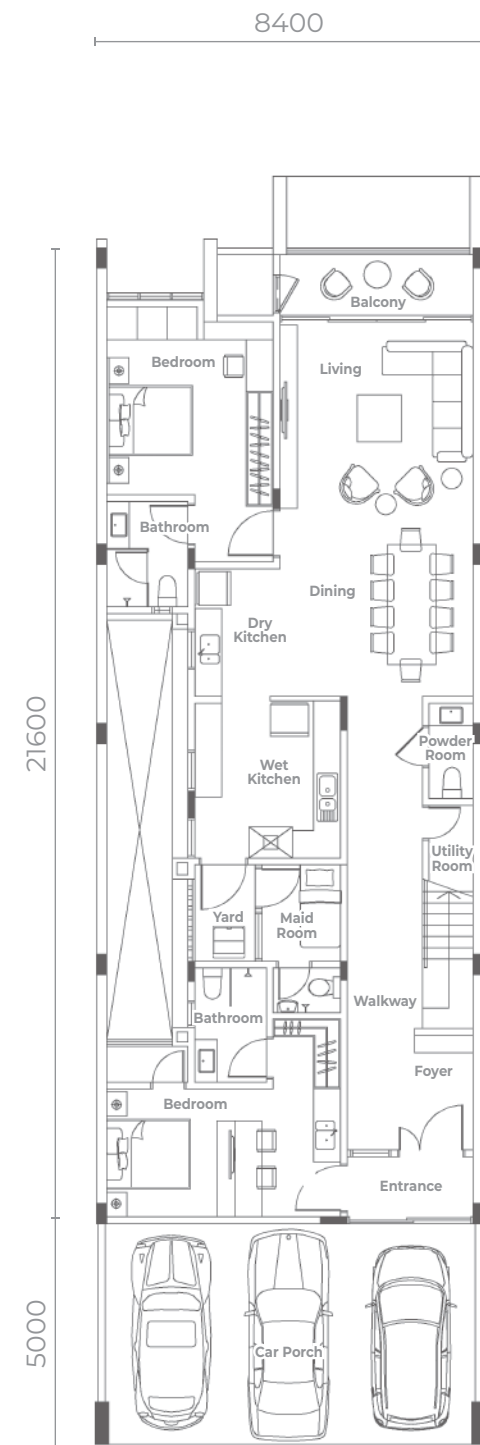 8400
Balcony
Bedroom
Living
Bathroom
Dining
Dry
Kitchen
21600
Powder
Room
Wet
Kitchen
Utility
Room
Yard
Maid
Room
Walkway
Bathroom
Foyer
Bedroom
Entrance
5000
Car Porch